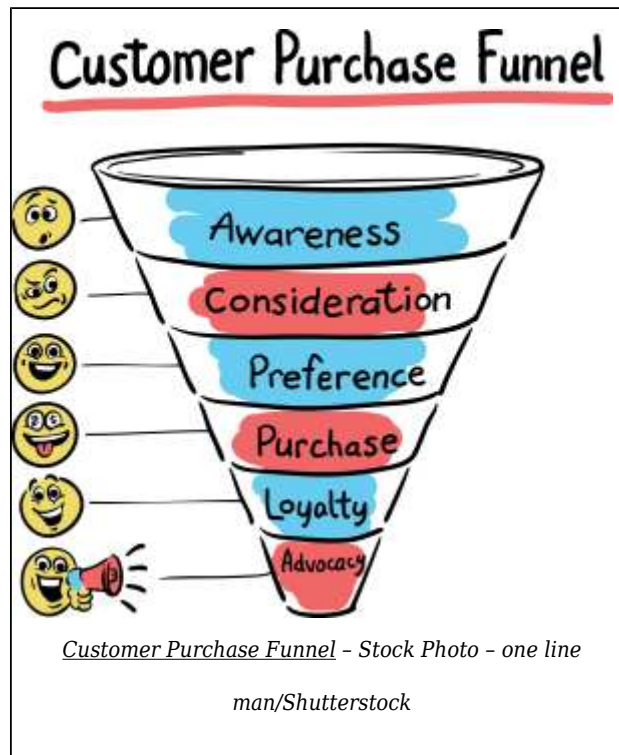 Customer Purchase Funnel
Awareness
Consideration
Preference
Purchase
Loyalty
Advocacy
Customer Purchase Funnel – Stock Photo – one line
man/Shutterstock